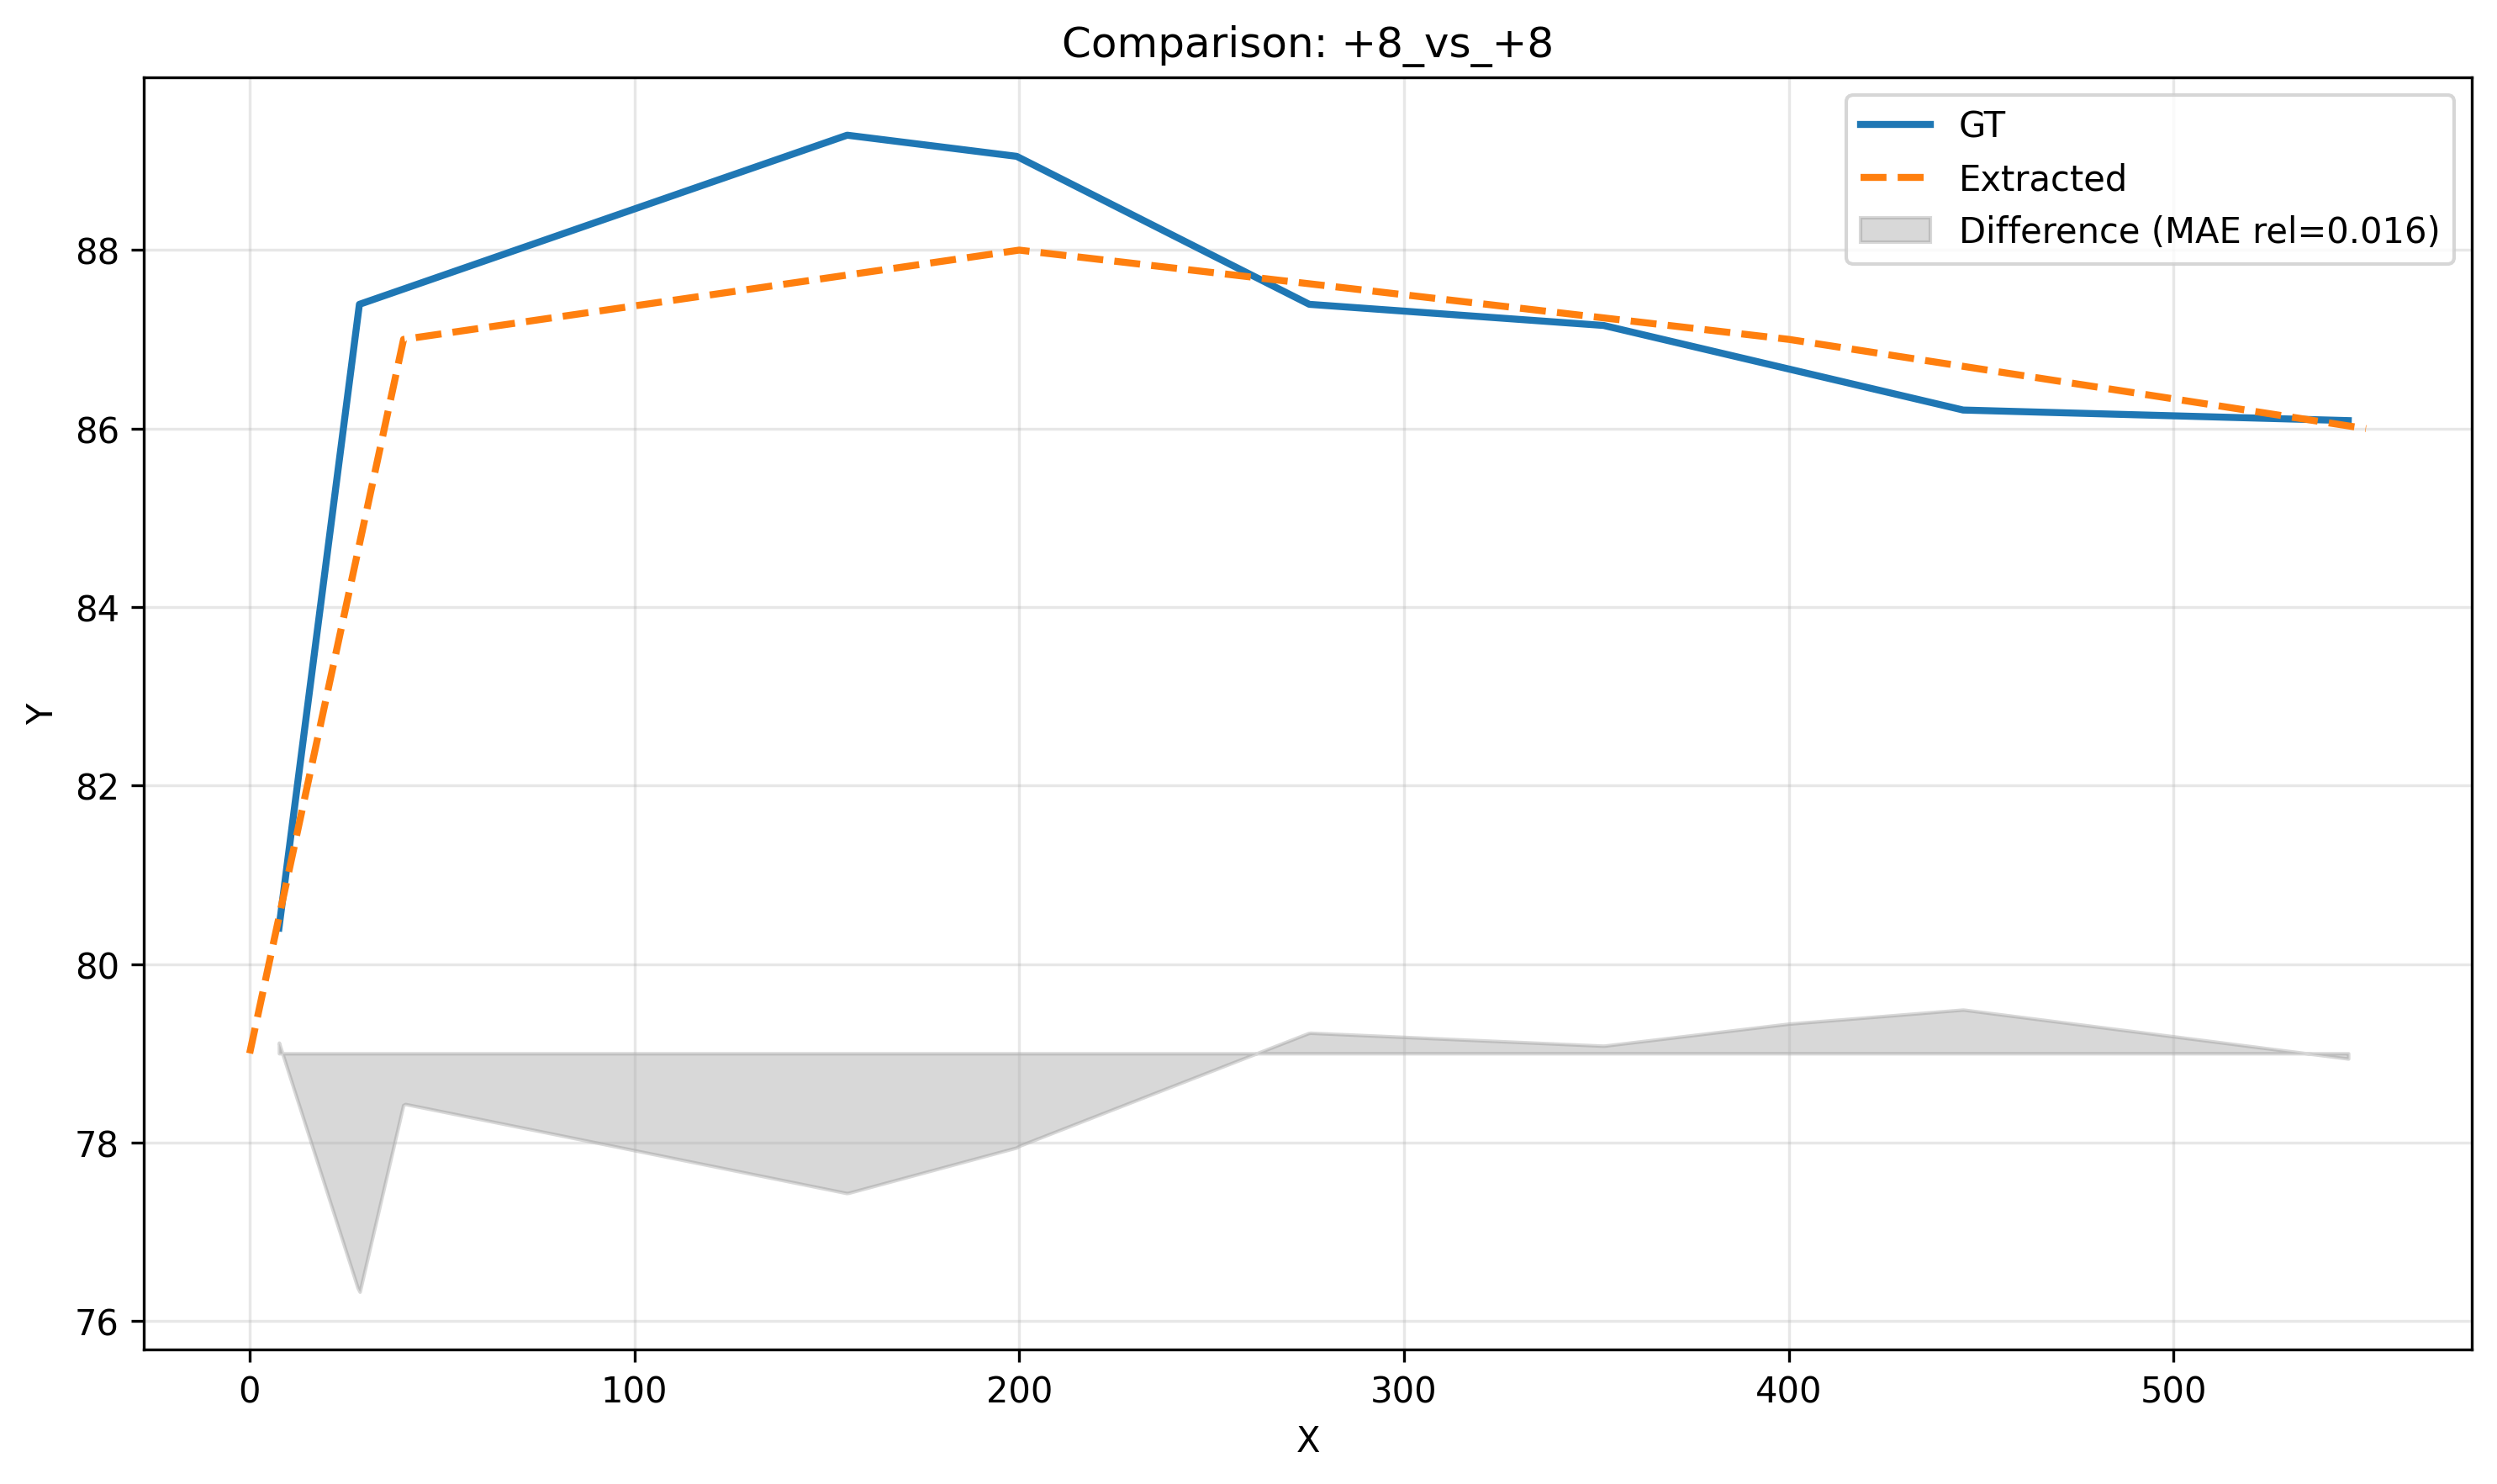 Comparison: +8_vs_+8
GT
Extracted
Difference (MAE rel=0.016)
88
86
84
82
80
78
76
Y
0 100 200 300 400 500
X